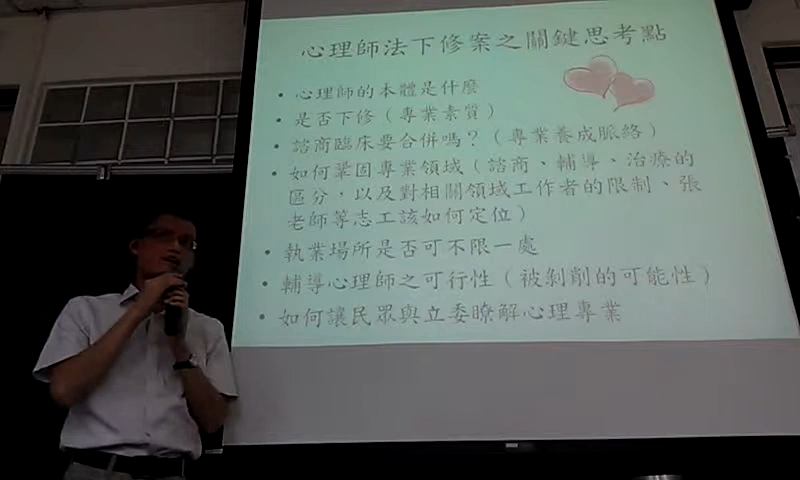 心理師法下修案之關鍵思考點
• 心理師的本體是什麼
• 是否下修（專業素質）
• 諮商臨床要合併嗎？（專業養成脈絡）
• 如何鞏固專業領域（諮商、輔導、治療的
區分，以及對相關領域工作者的限制、張
老師等志工該如何定位）
• 執業場所是否可不限一處
• 輔導心理師之可行性（被剝削的可能性）
• 如何讓民眾與立委瞭解心理專業